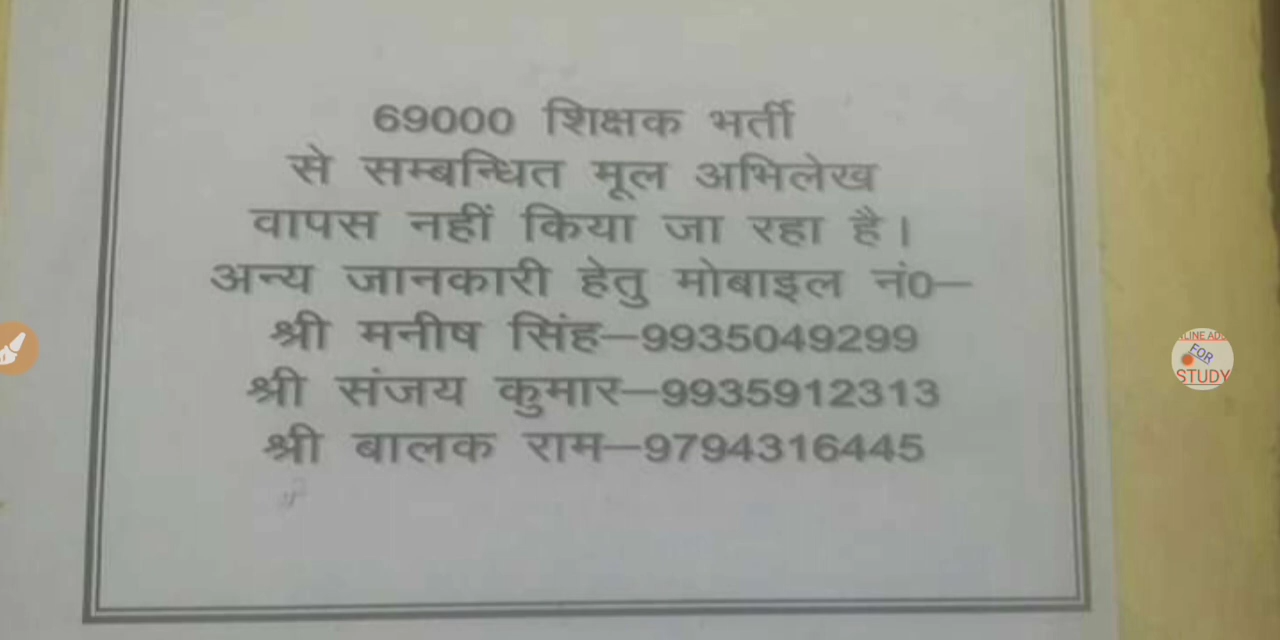 69000 शिक्षक भर्ती
से सम्बन्धित मूल अभिलेख
वापस नहीं किया जा रहा है।
अन्य जानकारी हेतु मोबाइल नं0–
श्री मनीष सिंह–9935049299
श्री संजय कुमार–9935912313
श्री बालक राम–9794316445
FOR
STUDY